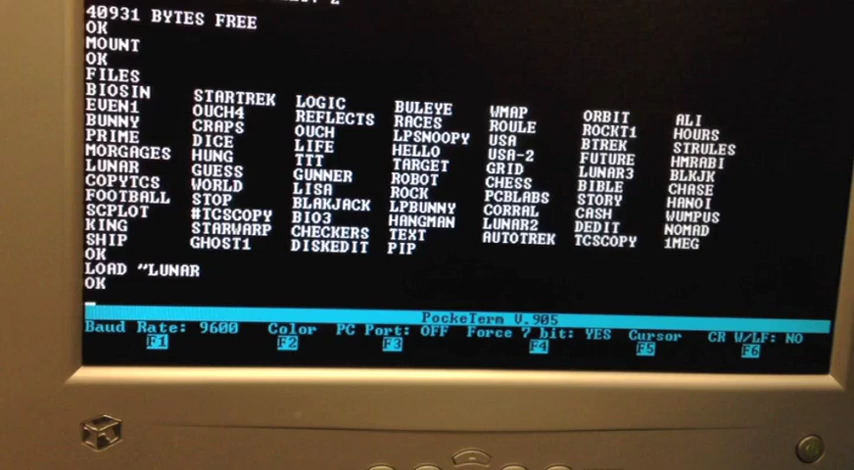 40931 BYTES FREE
OK
MOUNT
OK
FILES
BIOSIN STARTREK LOGIC BULEYE WMAP ORBIT ALI
EVEN1 OUCH4 REFLECTS RACES ROULE ROCKT1 HOURS
BUNNY CRAPS OUCH LPSNOOPY USA BTREK STRULES
PRIME DICE LIFE HELLO USA-2 FUTURE HMRABI
MORGAGES HUNG TTT TARGET GRID LUNAR3 BLKJK
LUNAR GUESS GUNNER ROBOT CHESS BIBLE CHASE
COPYTCS WORLD LISA ROCK PCBLABS STORY HANOI
FOOTBALL STOP BLAKJACK LPBUNNY CORRAL CASH WUMPUS
SCPLOT #TCSCOPY BIO3 HANGMAN LUNAR2 DEDIT NOMAD
KING STARWARP CHECKERS TEXT AUTOTREK TCSCOPY 1MEG
SHIP GHOST1 DISKEDIT PIP
OK
LOAD "LUNAR
OK
PockeTerm V.905
Baud Rate: 9600 Color PC Port: OFF Force 7 bit: YES Cursor CR W/LF: NO
F1 F2 F3 F4 F5 F6